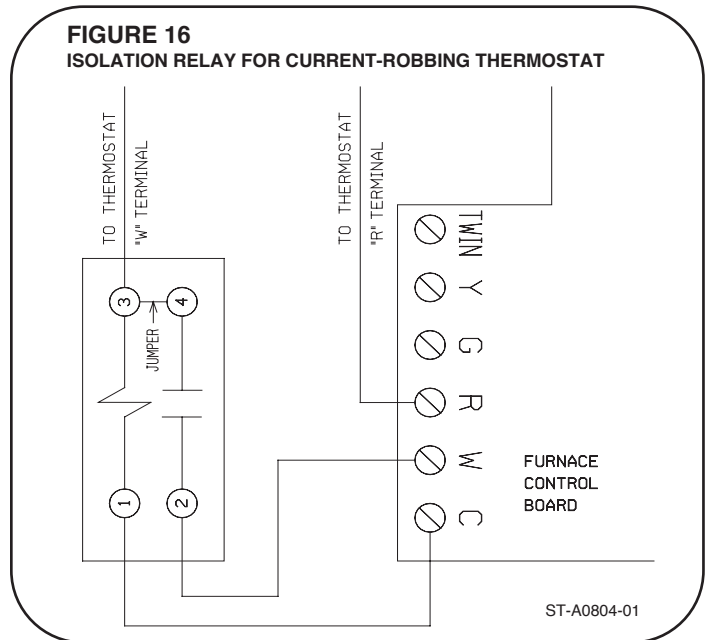 FIGURE 16
ISOLATION RELAY FOR CURRENT-ROBBING THERMOSTAT
TO THERMOSTAT
"W" TERMINAL
TO THERMOSTAT
"R" TERMINAL
3
4
JUMPER
1
2
TWIN
Y
G
R
W
C
FURNACE
CONTROL
BOARD
ST-A0804-01